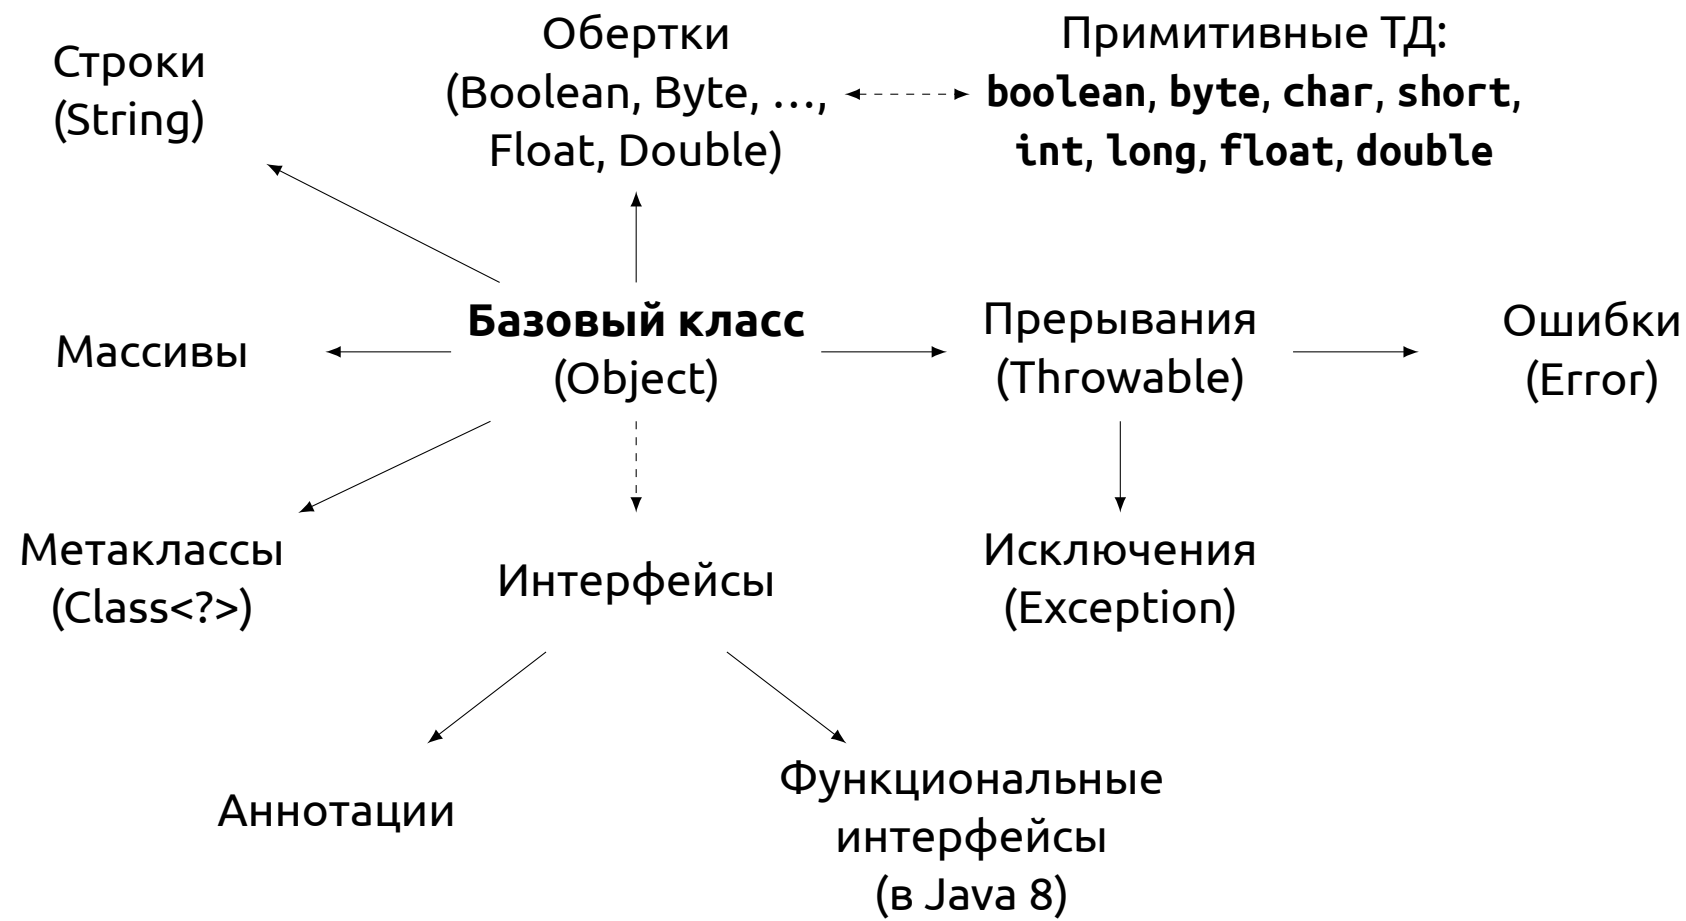 Строки
(String)
Обертки
(Boolean, Byte, …,
Float, Double)
Примитивные ТД:
boolean, byte, char, short,
int, long, float, double
Массивы
Базовый класс
(Object)
Прерывания
(Throwable)
Ошибки
(Error)
Метаклассы
(Class<?>)
Интерфейсы
Исключения
(Exception)
Аннотации
Функциональные
интерфейсы
(в Java 8)